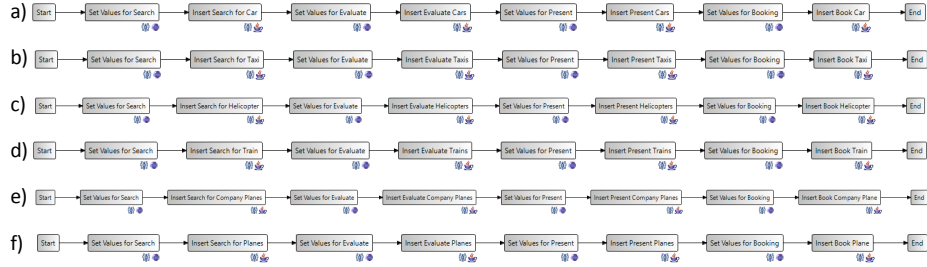 a) Start Set Values for Search Insert Search for Car Set Values for Evaluate Insert Evaluate Cars Set Values for Present Insert Present Cars Set Values for Booking Insert Book Car End
b) Start Set Values for Search Insert Search for Taxi Set Values for Evaluate Insert Evaluate Taxis Set Values for Present Insert Present Taxis Set Values for Booking Insert Book Taxi End
c) Start Set Values for Search Insert Search for Helicopter Set Values for Evaluate Insert Evaluate Helicopters Set Values for Present Insert Present Helicopters Set Values for Booking Insert Book Helicopter End
d) Start Set Values for Search Insert Search for Train Set Values for Evaluate Insert Evaluate Trains Set Values for Present Insert Present Trains Set Values for Booking Insert Book Train End
e) Start Set Values for Search Insert Search for Company Planes Set Values for Evaluate Insert Evaluate Company Planes Set Values for Present Insert Present Company Planes Set Values for Booking Insert Book Company Plane End
f) Start Set Values for Search Insert Search for Planes Set Values for Evaluate Insert Evaluate Planes Set Values for Present Insert Present Planes Set Values for Booking Insert Book Plane End